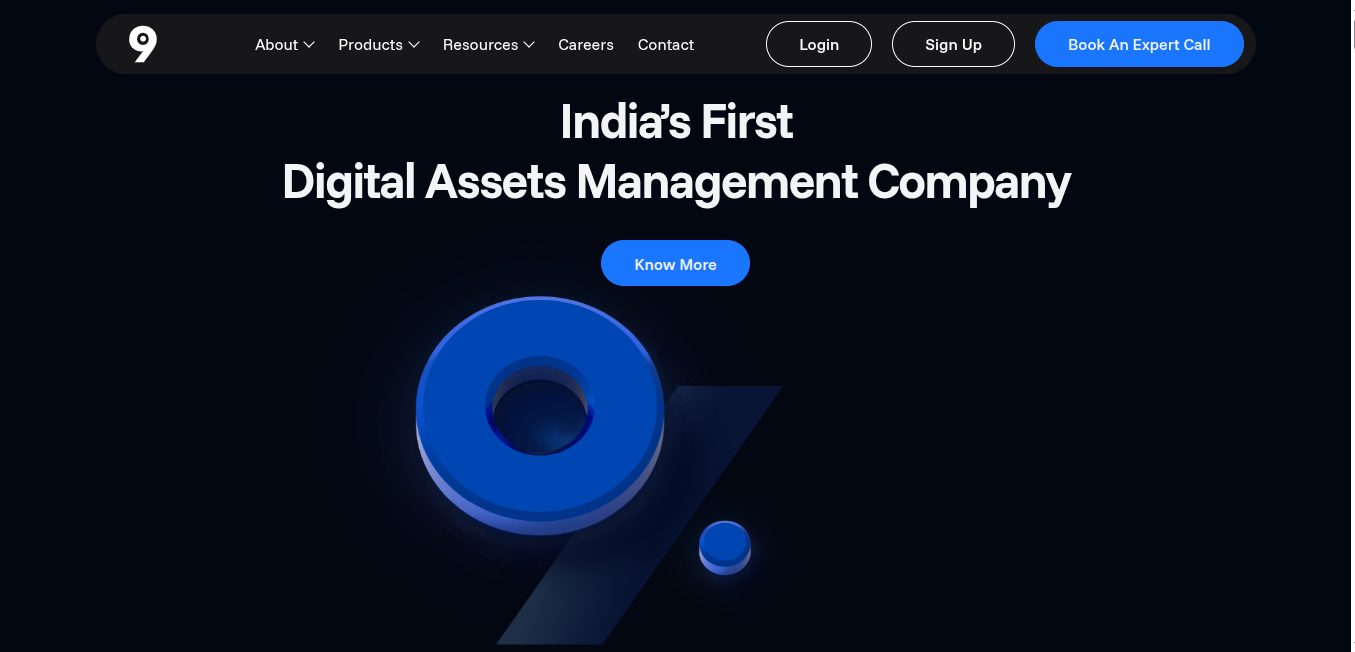 9
About
Products
Resources
Careers
Contact
Login
Sign Up
Book An Expert Call
India’s First
Digital Assets Management Company
Know More